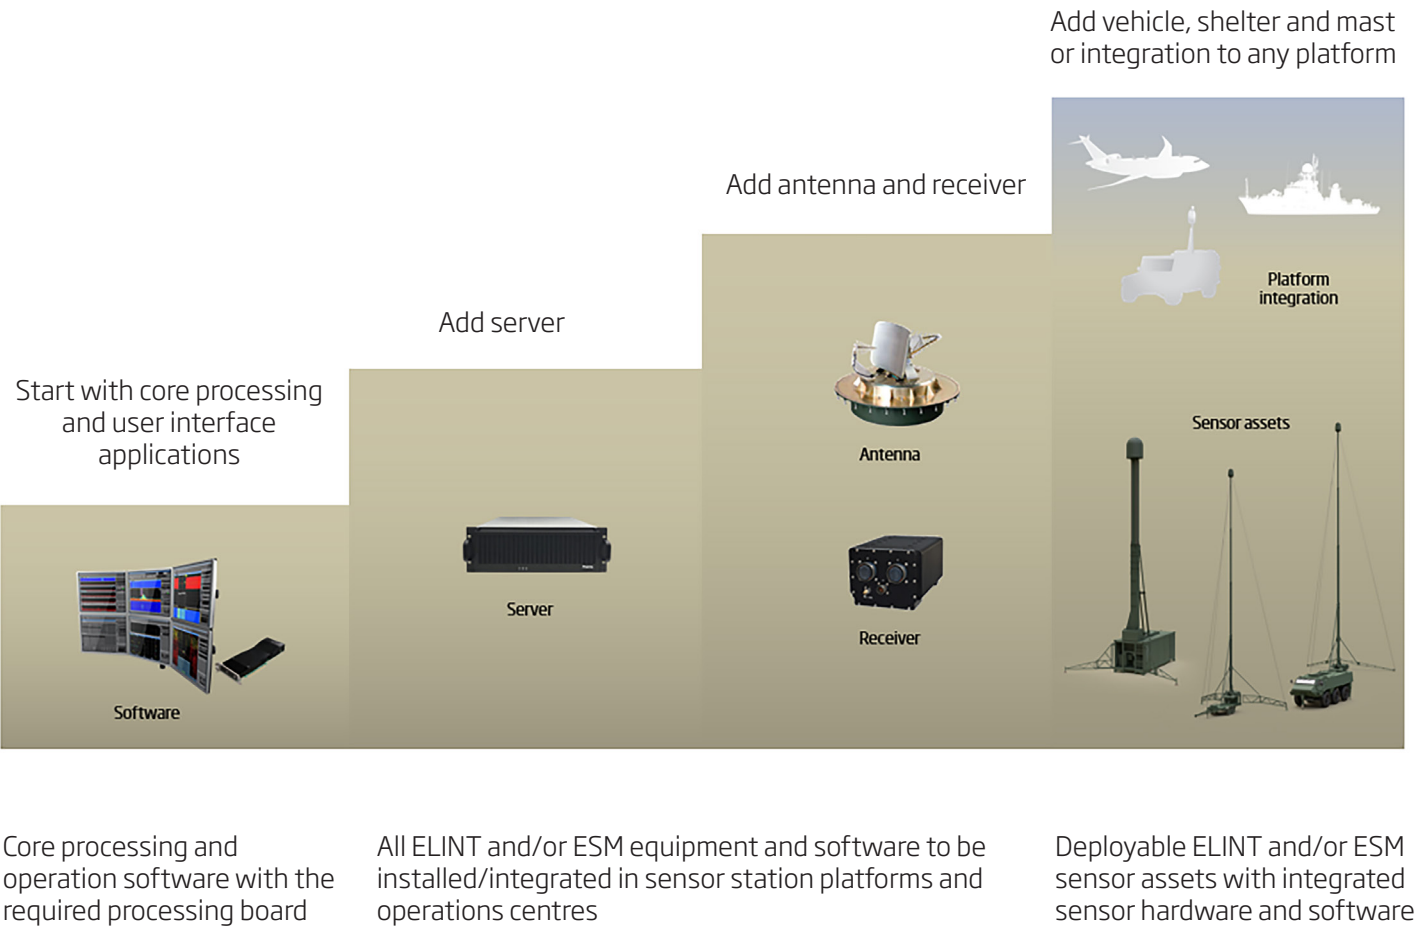 Add vehicle, shelter and mast
or integration to any platform
Add antenna and receiver
Add server
Start with core processing
and user interface
applications
Platform
integration
Sensor assets
Antenna
Receiver
Server
Software
Core processing and
operation software with the
required processing board
All ELINT and/or ESM equipment and software to be
installed/integrated in sensor station platforms and
operations centres
Deployable ELINT and/or ESM
sensor assets with integrated
sensor hardware and software